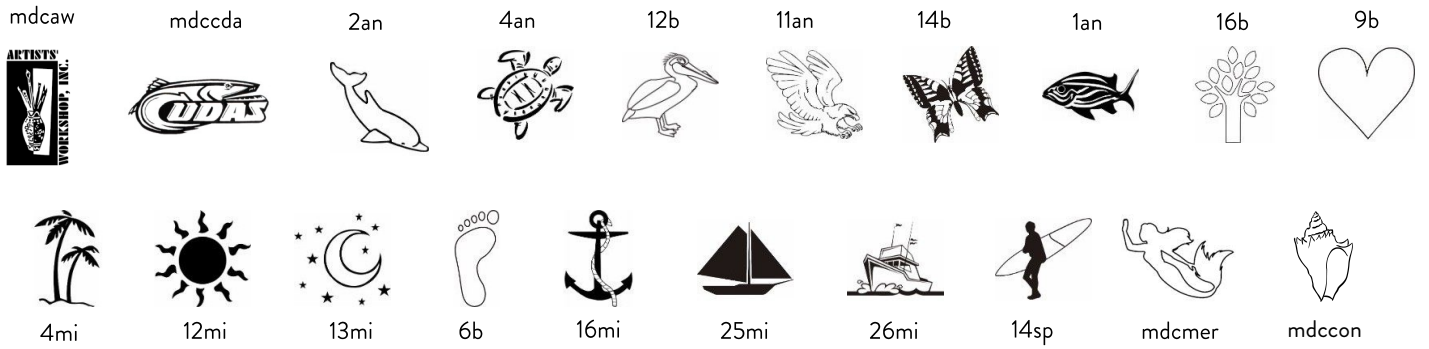 mdcaw mdccda 2an 4an 12b 11an 14b 1an 16b 9b
ARTISTS'
WORKSHOP, INC.
CUDAS
4mi 12mi 13mi 6b 16mi 25mi 26mi 14sp mdcmer mdccon